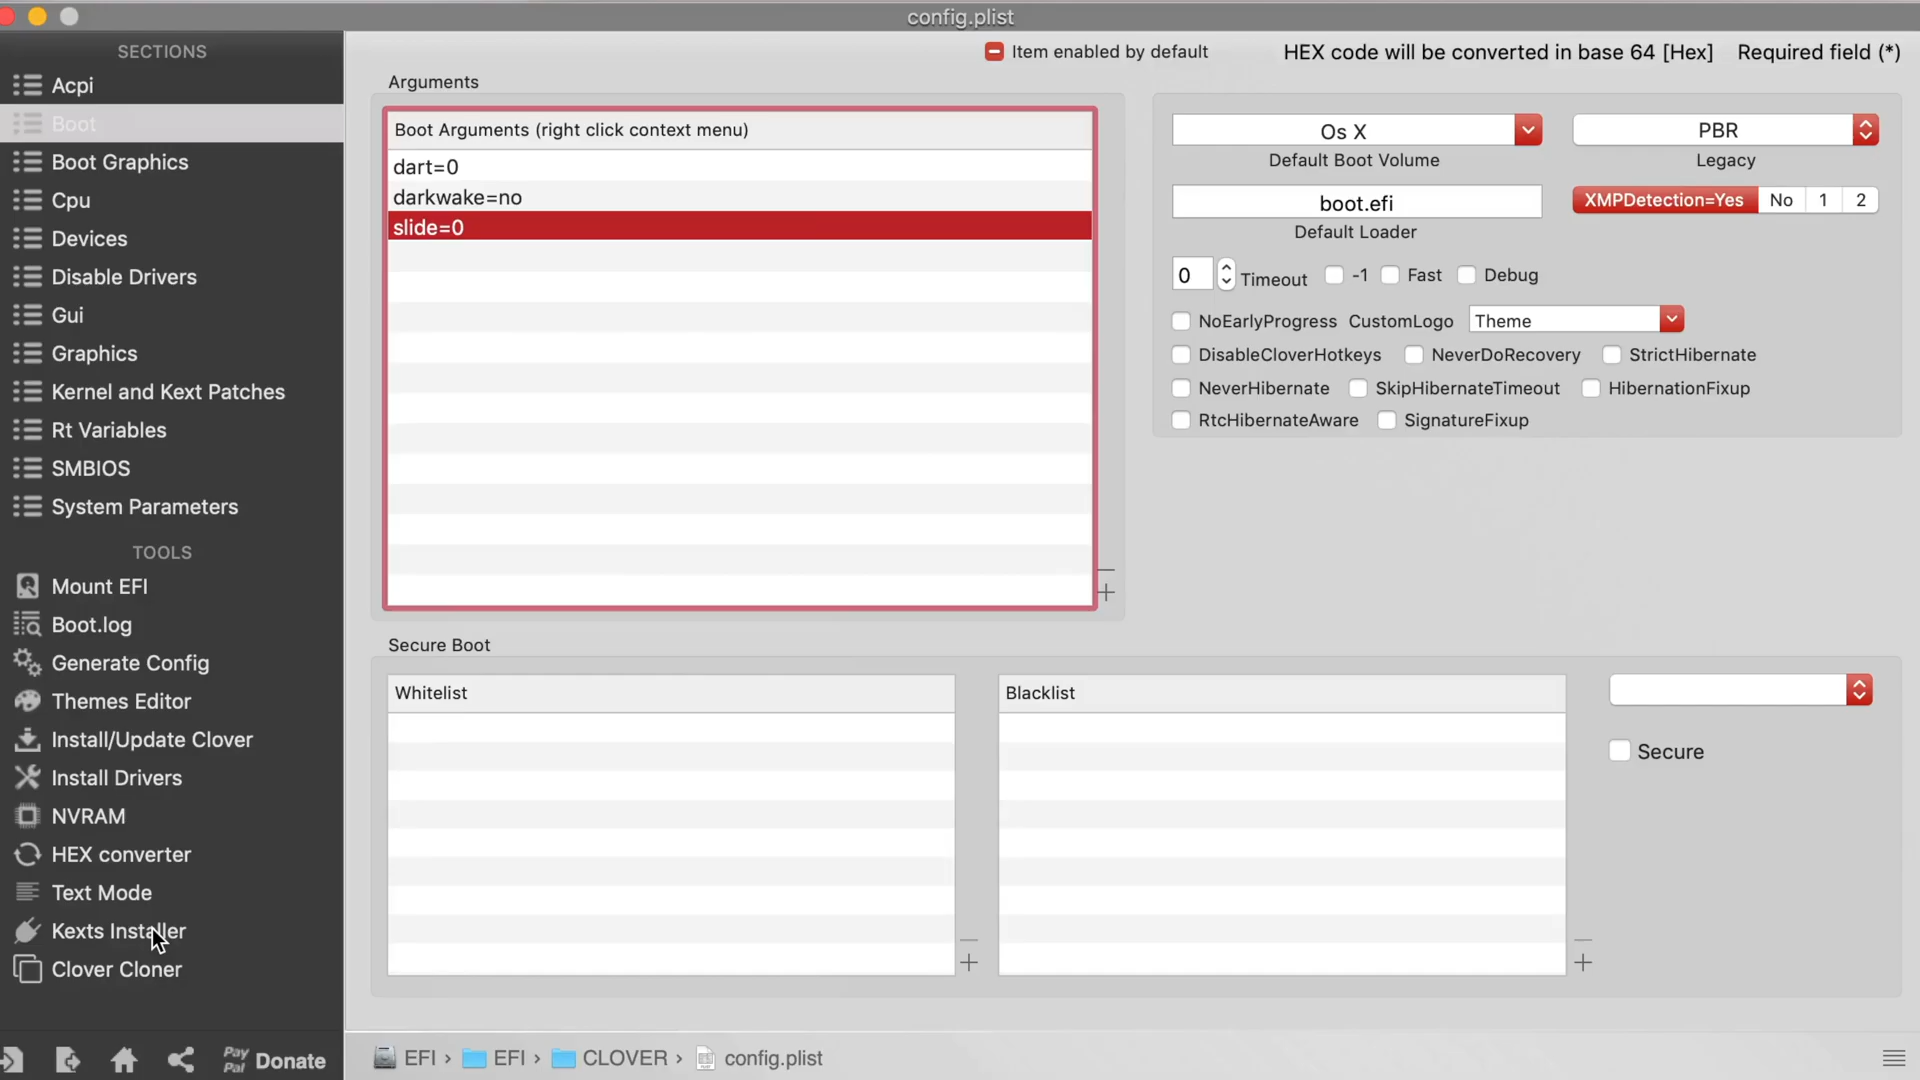 config.plist
SECTIONS
Acpi
Boot
Boot Graphics
Cpu
Devices
Disable Drivers
Gui
Graphics
Kernel and Kext Patches
Rt Variables
SMBIOS
System Parameters
TOOLS
Mount EFI
Boot.log
Generate Config
Themes Editor
Install/Update Clover
Install Drivers
NVRAM
HEX converter
Text Mode
Kexts Installer
Clover Cloner
Pay
Pal
Donate
Item enabled by default
HEX code will be converted in base 64 [Hex]
Required field (*)
Arguments
Boot Arguments (right click context menu)
dart=0
darkwake=no
slide=0
Os X
Default Boot Volume
PBR
Legacy
boot.efi
Default Loader
XMPDetection=Yes No 1 2
0 Timeout -1 Fast Debug
NoEarlyProgress CustomLogo Theme
DisableCloverHotkeys NeverDoRecovery StrictHibernate
NeverHibernate SkipHibernateTimeout HibernationFixup
RtcHibernateAware SignatureFixup
Secure Boot
Whitelist
Blacklist
Secure
EFI › EFI › CLOVER › config.plist